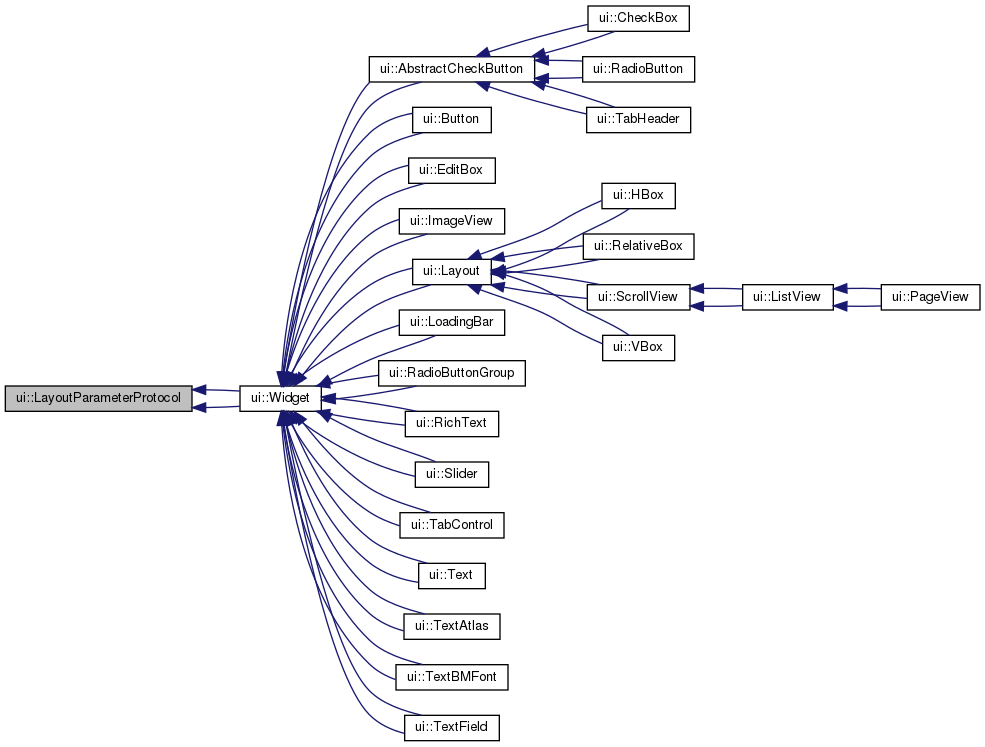 ui::CheckBox
ui::AbstractCheckButton
ui::RadioButton
ui::TabHeader
ui::Button
ui::EditBox
ui::HBox
ui::ImageView
ui::RelativeBox
ui::Layout
ui::ScrollView
ui::ListView
ui::PageView
ui::LoadingBar
ui::VBox
ui::RadioButtonGroup
ui::LayoutParameterProtocol
ui::Widget
ui::RichText
ui::Slider
ui::TabControl
ui::Text
ui::TextAtlas
ui::TextBMFont
ui::TextField